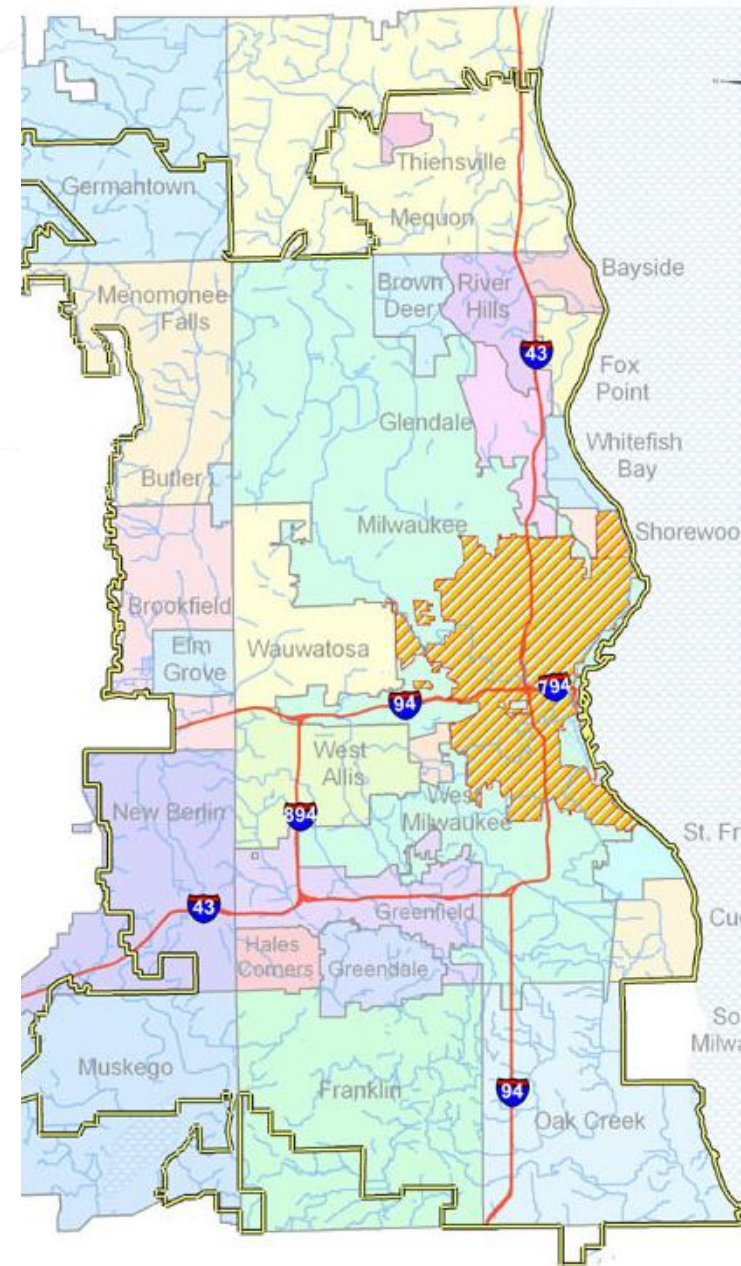 Thiensville
Germantown
Mequon
Bayside
Brown
Deer
River
Hills
Menomonee
Falls
43
Fox
Point
Glendale
Whitefish
Bay
Butler
Milwaukee
Shorewoo
Brookfield
Elm
Grove
Wauwatosa
794
94
West
Allis
New Berlin
894
West
Milwaukee
St. Fr
43
Greenfield
Cu
Hales
Corners
Greendale
So
Milwa
Muskego
Franklin
94
Oak Creek